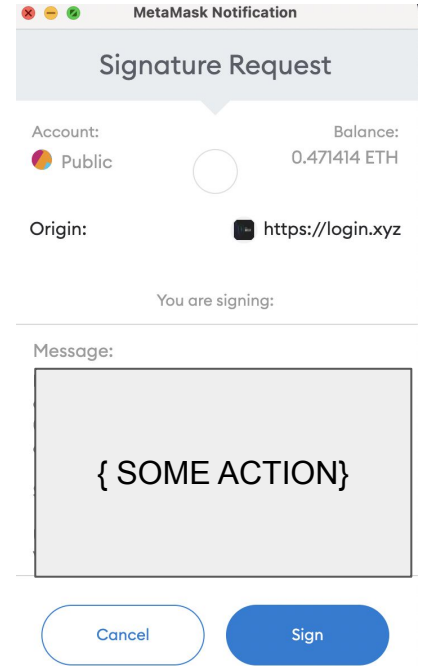 MetaMask Notification
Signature Request
Account:
Balance:
Public
0.471414 ETH
Origin:
https://login.xyz
You are signing:
Message:
{ SOME ACTION}
Cancel
Sign